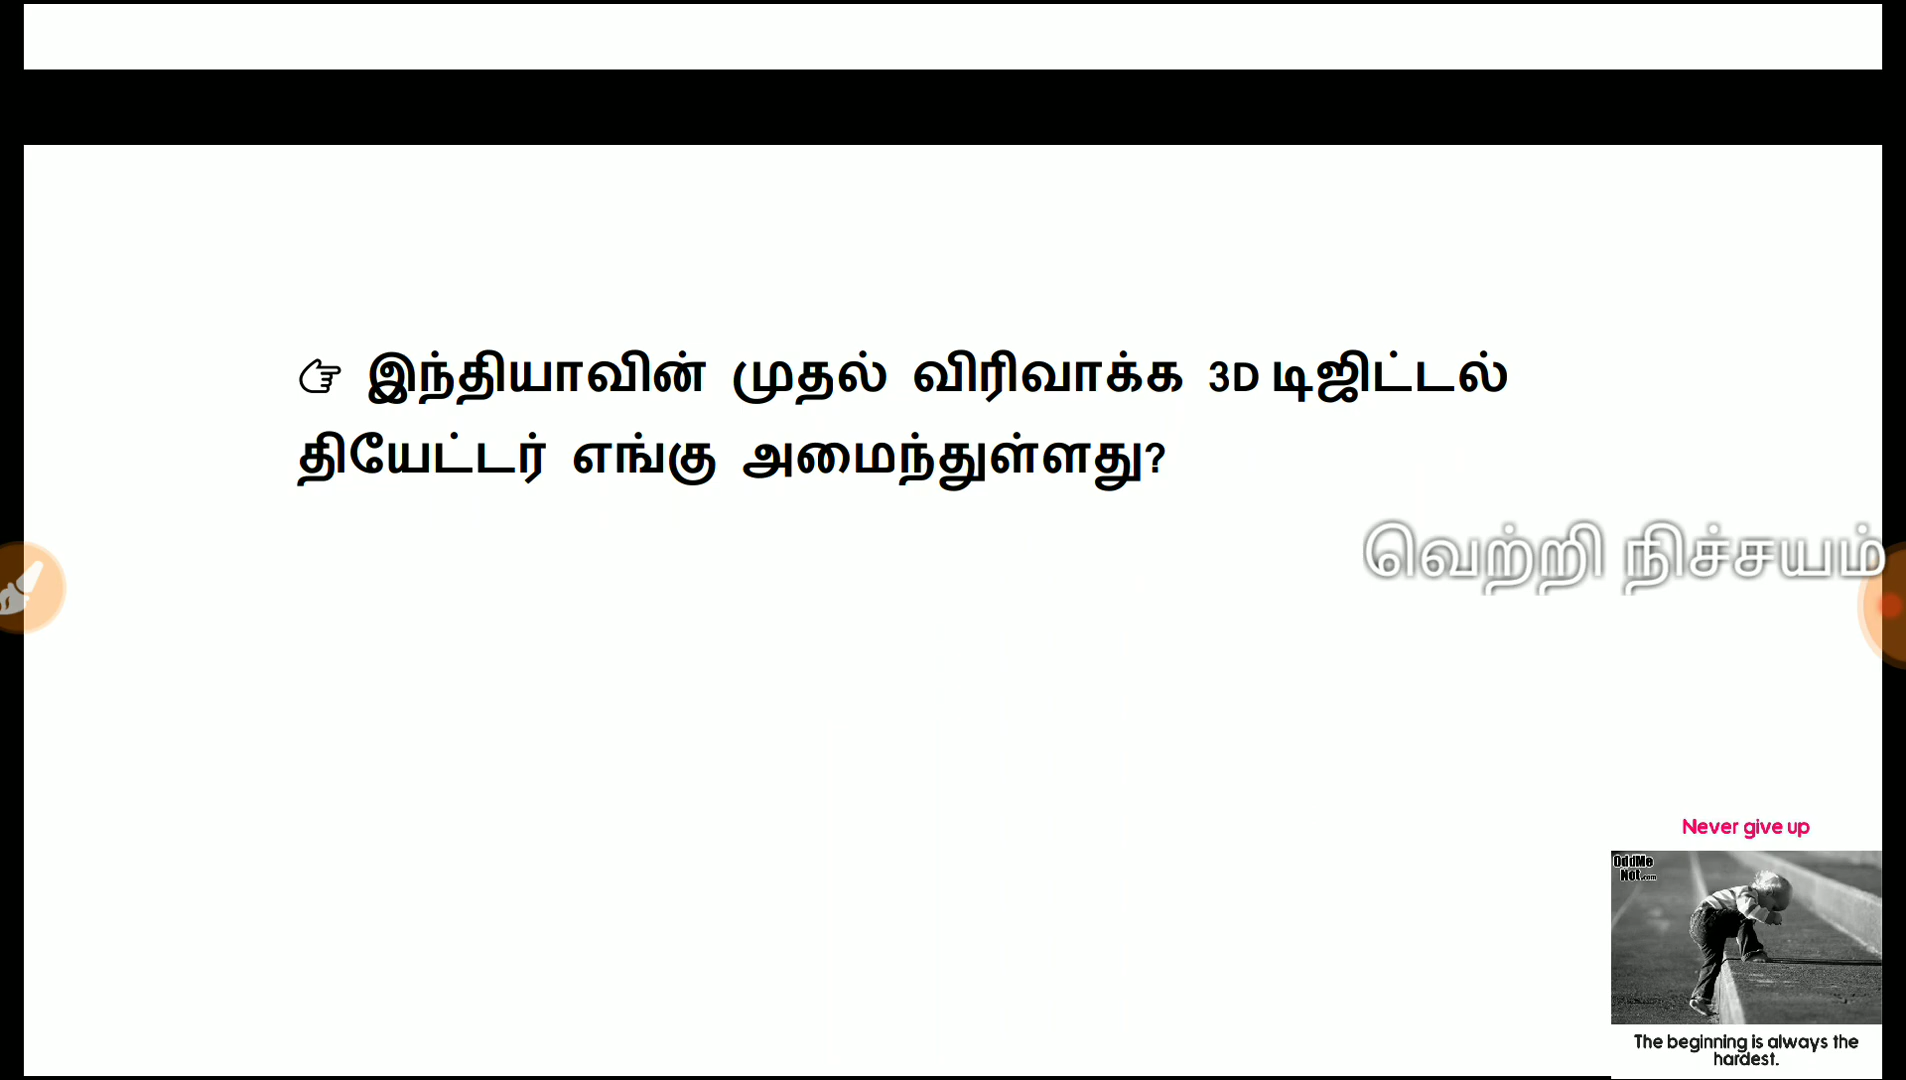 👉 இந்தியாவின் முதல் விரிவாக்க 3D டிஜிட்டல்
தியேட்டர் எங்கு அமைந்துள்ளது?
வெற்றி நிச்சயம்
Never give up
OddMe
Not.com
The beginning is always the
hardest.